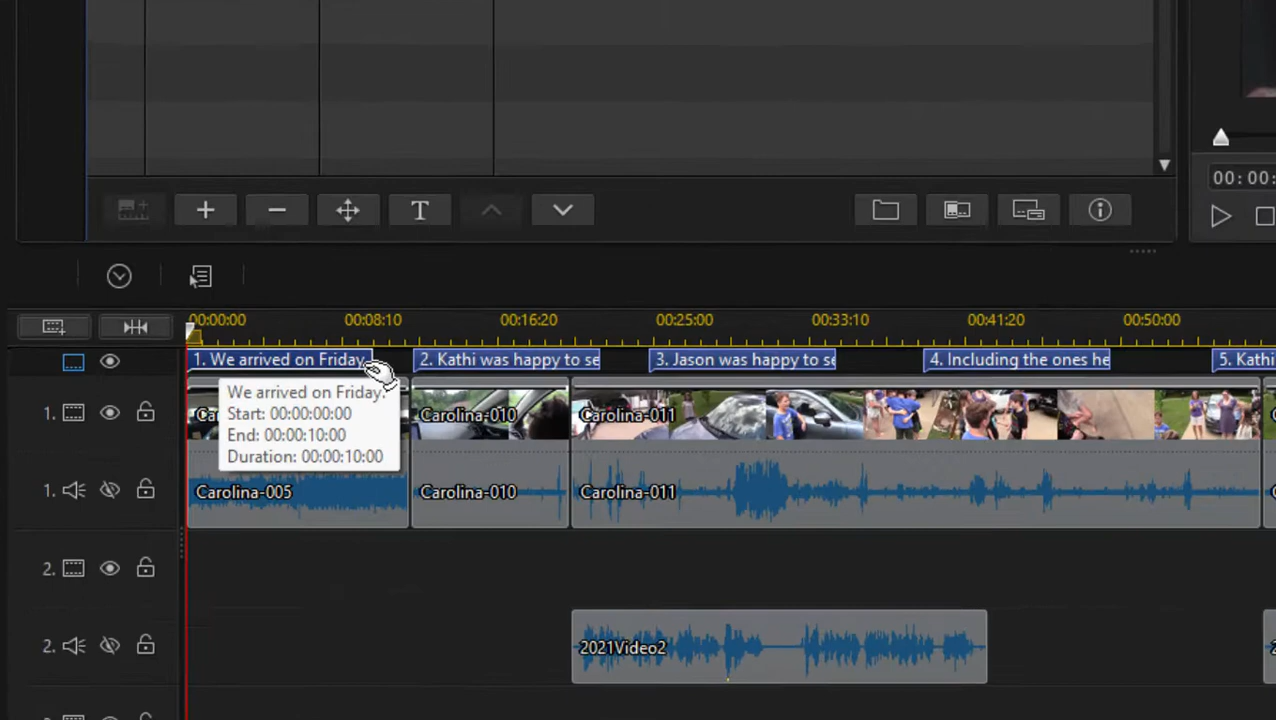 T
00:00:
00:00:00
00:08:10
00:16:20
00:25:00
00:33:10
00:41:20
00:50:00
1. We arrived on Friday.
2. Kathi was happy to se
3. Jason was happy to se
4. Including the ones he
5. Kathi
We arrived on Friday.
Start: 00:00:00:00
End: 00:00:10:00
Duration: 00:00:10:00
1.
Carolina-010
Carolina-011
1.
Carolina-005
Carolina-010
Carolina-011
2.
2.
2021Video2